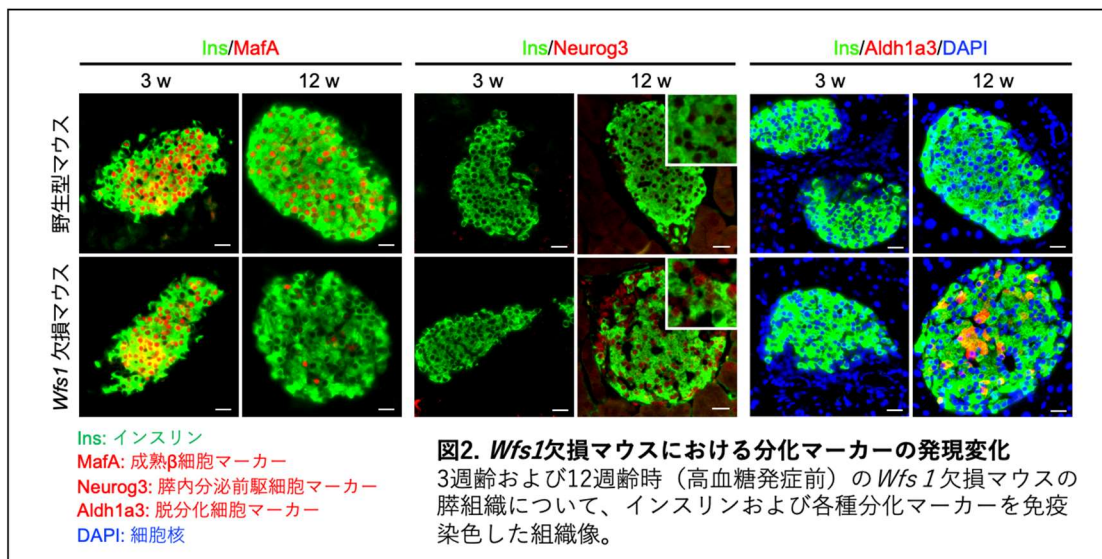 Ins/MafA
Ins/Neurog3
Ins/Aldh1a3/DAPI
3 w
12 w
3 w
12 w
3 w
12 w
野生型マウス
Wfs1 欠損マウス
Ins: インスリン
MafA: 成熟β細胞マーカー
Neurog3: 膵内分泌前駆細胞マーカー
Aldh1a3: 脱分化細胞マーカー
DAPI: 細胞核
図2. Wfs1欠損マウスにおける分化マーカーの発現変化
3週齢および12週齢時（高血糖発症前）のWfs 1 欠損マウスの
膵組織について、インスリンおよび各種分化マーカーを免疫
染色した組織像。